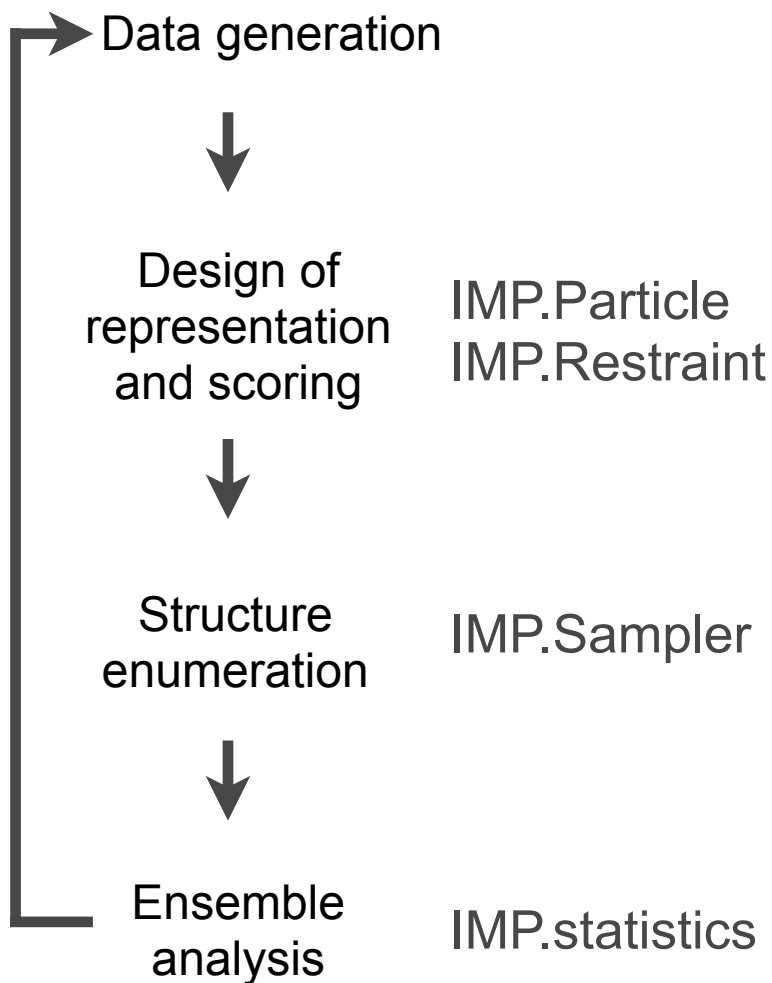 Data generation
Design of
representation
and scoring
IMP.Particle
IMP.Restraint
Structure
enumeration
IMP.Sampler
Ensemble
analysis
IMP.statistics